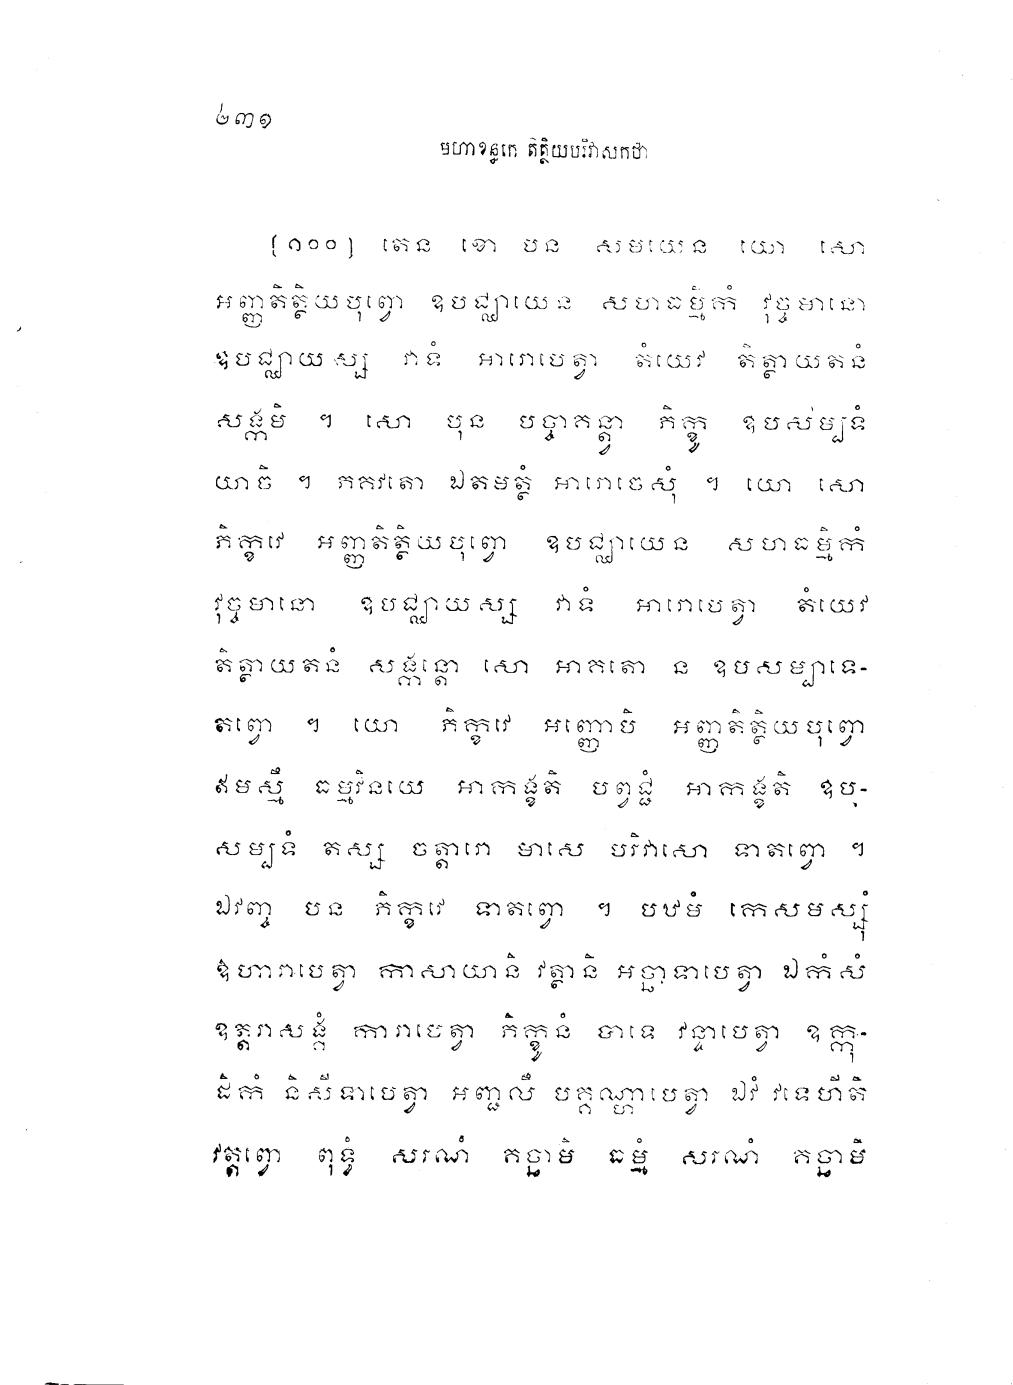 ២៣១
មហាខន្ធកេ តិត្ថិយបរិវាសកថា
[១០០] តេន ខោ បន សមយេន យោ សោ
អញ្ញតិត្ថិយបុព្វោ ឧបជ្ឈាយេន សហធម្មិកំ វុច្ចមានោ
ឧបជ្ឈាយស្ស វាទំ អារោបេត្វា តំយេវ តិត្ថាយតនំ
សង្កមិ ។ សោ បុន បច្ចាគន្ត្វា ភិក្ខូ ឧបសម្បទំ
យាចិ ។ ភគវតោ ឯតមត្ថំ អារោចេសុំ ។ យោ សោ
ភិក្ខវេ អញ្ញតិត្ថិយបុព្វោ ឧបជ្ឈាយេន សហធម្មិកំ
វុច្ចមានោ ឧបជ្ឈាយស្ស វាទំ អារោបេត្វា តំយេវ
តិត្ថាយតនំ សង្កន្តោ សោ អាគតោ ន ឧបសម្បាទេ-
តព្វោ ។ យោ ភិក្ខវេ អញ្ញោបិ អញ្ញតិត្ថិយបុព្វោ
ឥមស្មឹ ធម្មវិនយេ អាកង្ខតិ បព្វជ្ជំ អាកង្ខតិ ឧប-
សម្បទំ តស្ស ចត្តារោ មាសេ បរិវាសោ ទាតព្វោ ។
ឯវញ្ច បន ភិក្ខវេ ទាតព្វោ ។ បឋមំ កេសមស្សុំ
ឱហារាបេត្វា កាសាយានិ វត្ថានិ អច្ឆាទាបេត្វា ឯកំសំ
ឧត្តរាសង្គំ ការាបេត្វា ភិក្ខូនំ បាទេ វន្ទាបេត្វា ឧក្កុ-
ដិកំ និសីទាបេត្វា អញ្ជលឹ បគ្គណ្ហាបេត្វា ឯវំ វទេហីតិ
វត្តព្វោ ពុទ្ធំ សរណំ គច្ឆាមិ ធម្មំ សរណំ គច្ឆាមិ